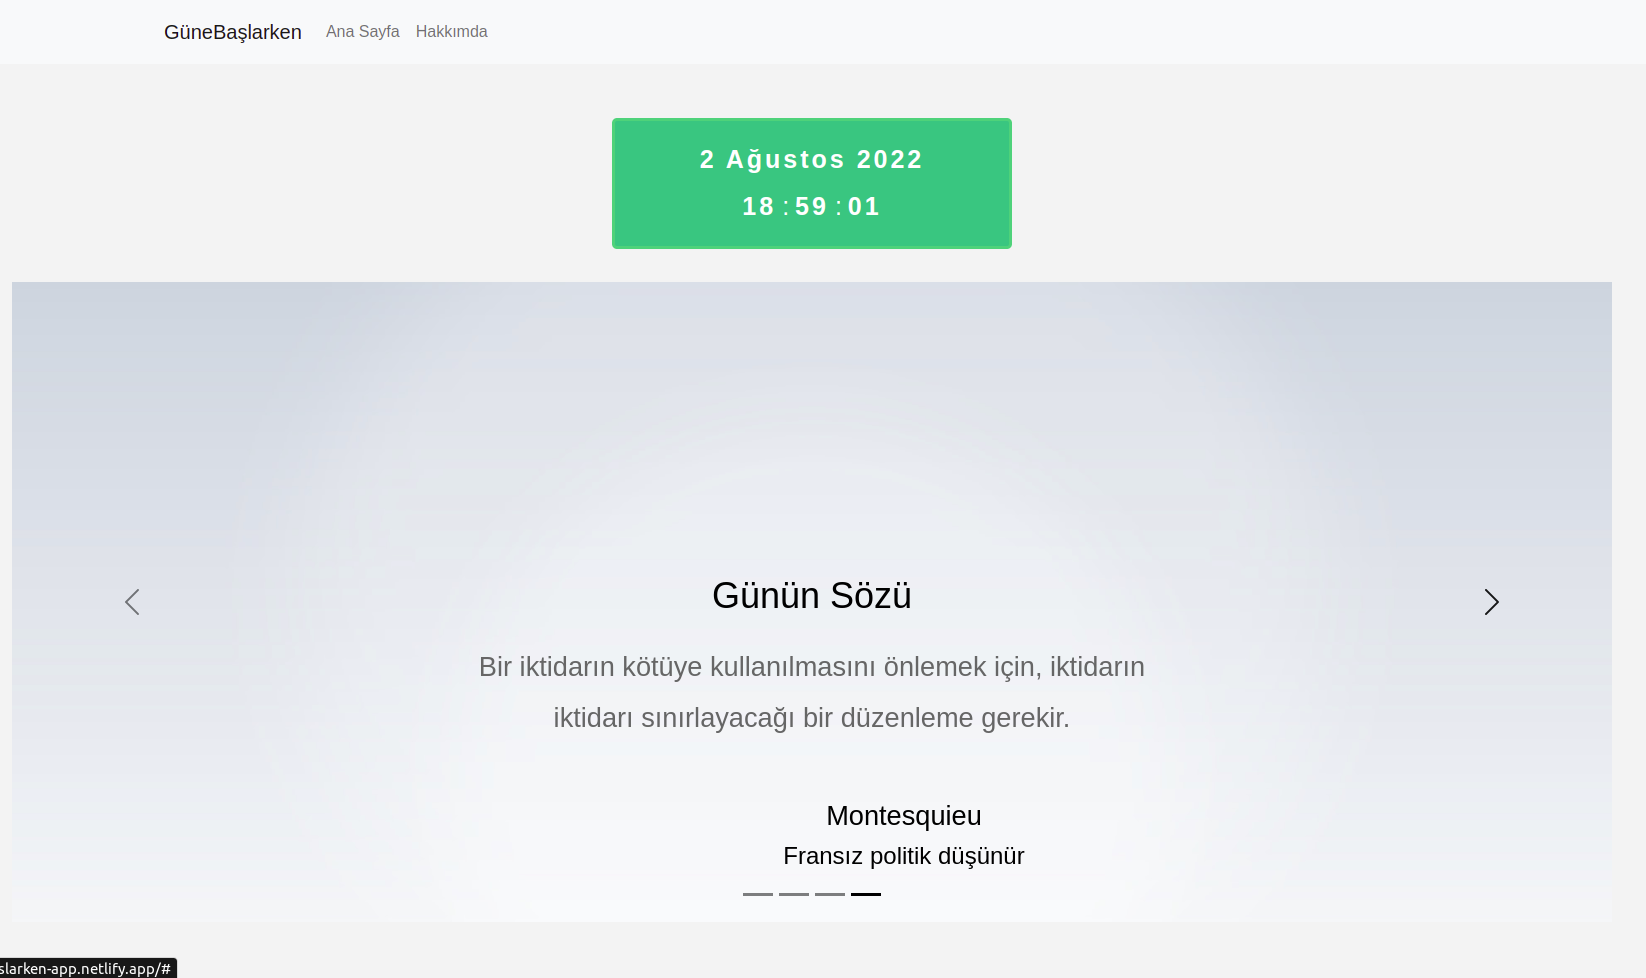 GüneBaşlarken Ana Sayfa Hakkımda
2 Ağustos 2022
18 : 59 : 01
Günün Sözü
Bir iktidarın kötüye kullanılmasını önlemek için, iktidarın
iktidarı sınırlayacağı bir düzenleme gerekir.
Montesquieu
Fransız politik düşünür
slarken-app.netlify.app/#